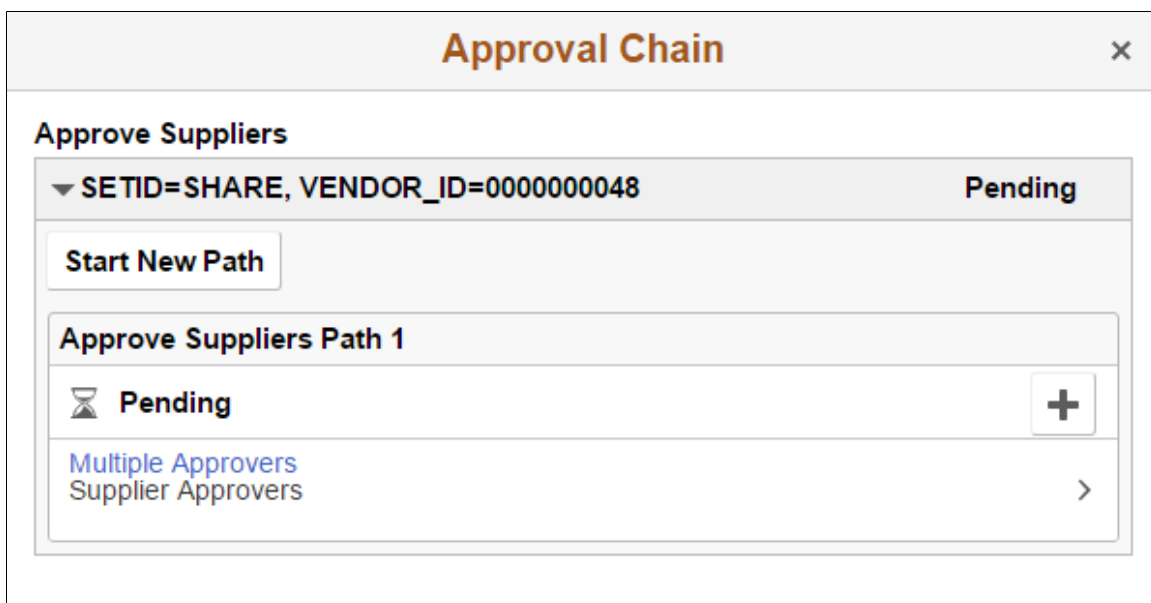 Approval Chain
Approve Suppliers
SETID=SHARE, VENDOR_ID=0000000048 Pending
Start New Path
Approve Suppliers Path 1
Pending
Multiple Approvers
Supplier Approvers